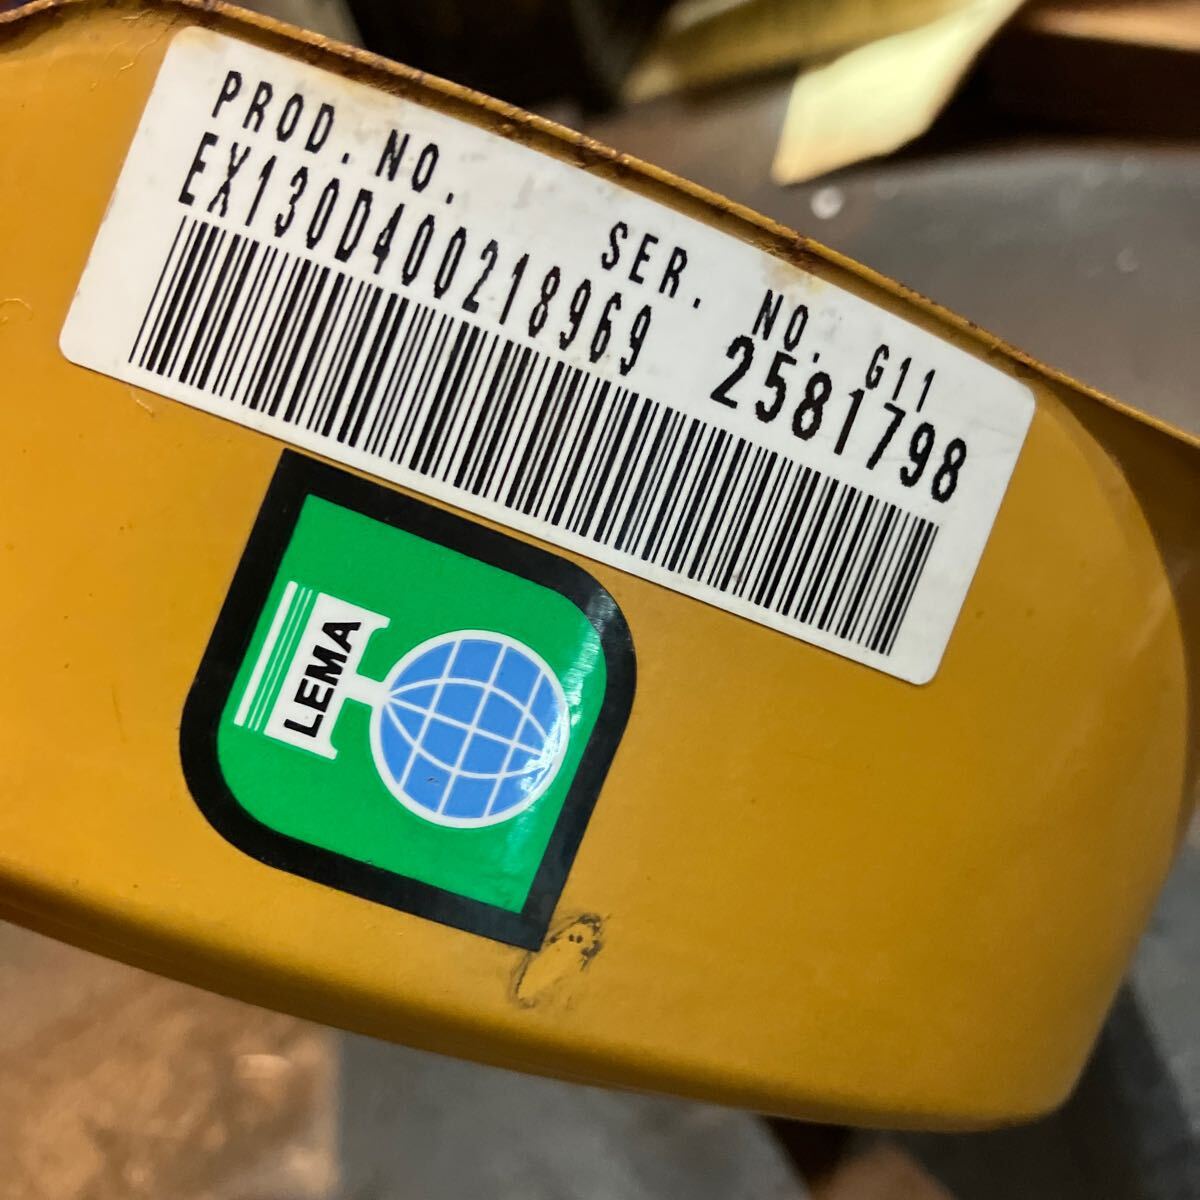 PROD. NO.
SER. NO. G11
EX130D400218969 2581798
LEMA